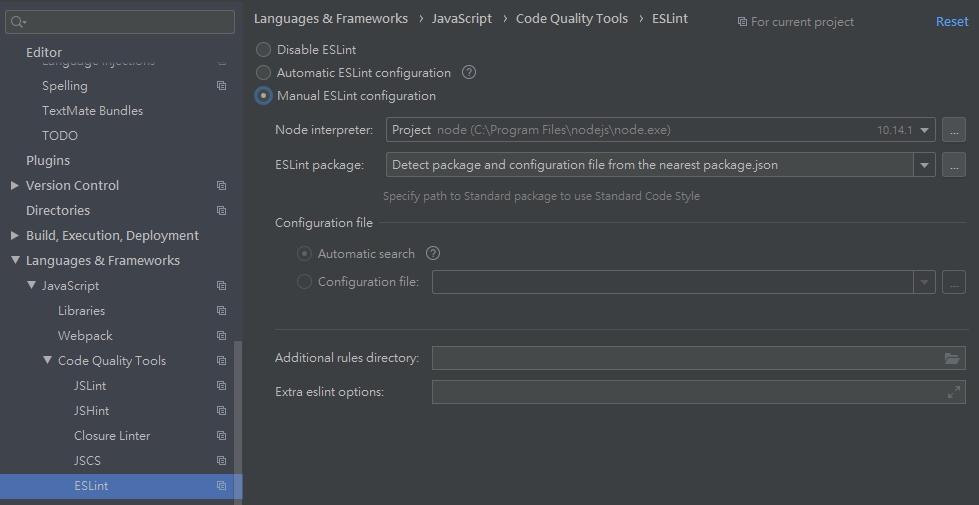 Languages & Frameworks › JavaScript › Code Quality Tools › ESLint
For current project
Reset
Editor
Language Injections
Spelling
TextMate Bundles
TODO
Plugins
Version Control
Directories
Build, Execution, Deployment
Languages & Frameworks
JavaScript
Libraries
Webpack
Code Quality Tools
JSLint
JSHint
Closure Linter
JSCS
ESLint
Disable ESLint
Automatic ESLint configuration ?
Manual ESLint configuration
Node interpreter: Project node (C:\Program Files\nodejs\node.exe) 10.14.1 ...
ESLint package: Detect package and configuration file from the nearest package.json ...
Specify path to Standard package to use Standard Code Style
Configuration file
Automatic search ?
Configuration file: ...
Additional rules directory:
Extra eslint options: